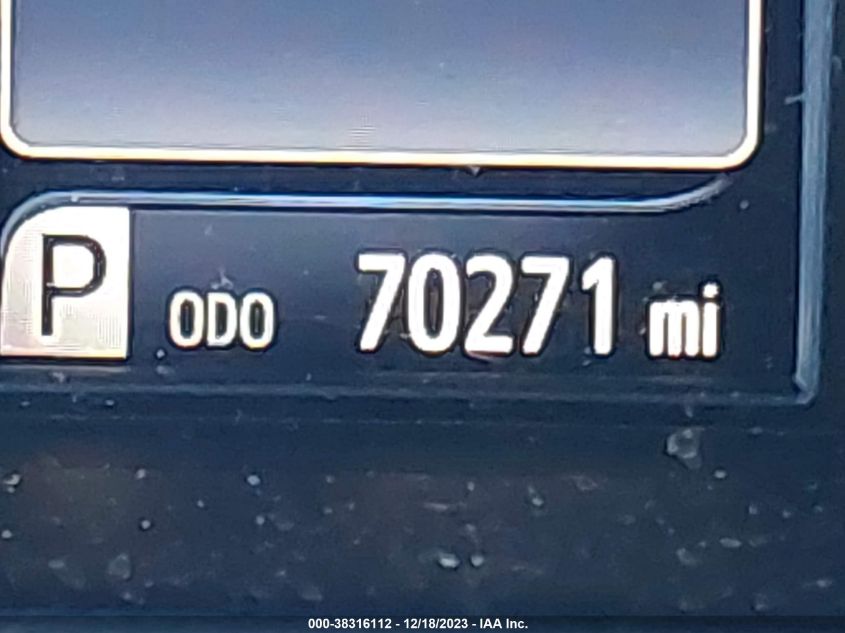 P ODO 70271 mi
000-38316112 - 12/18/2023 - IAA Inc.